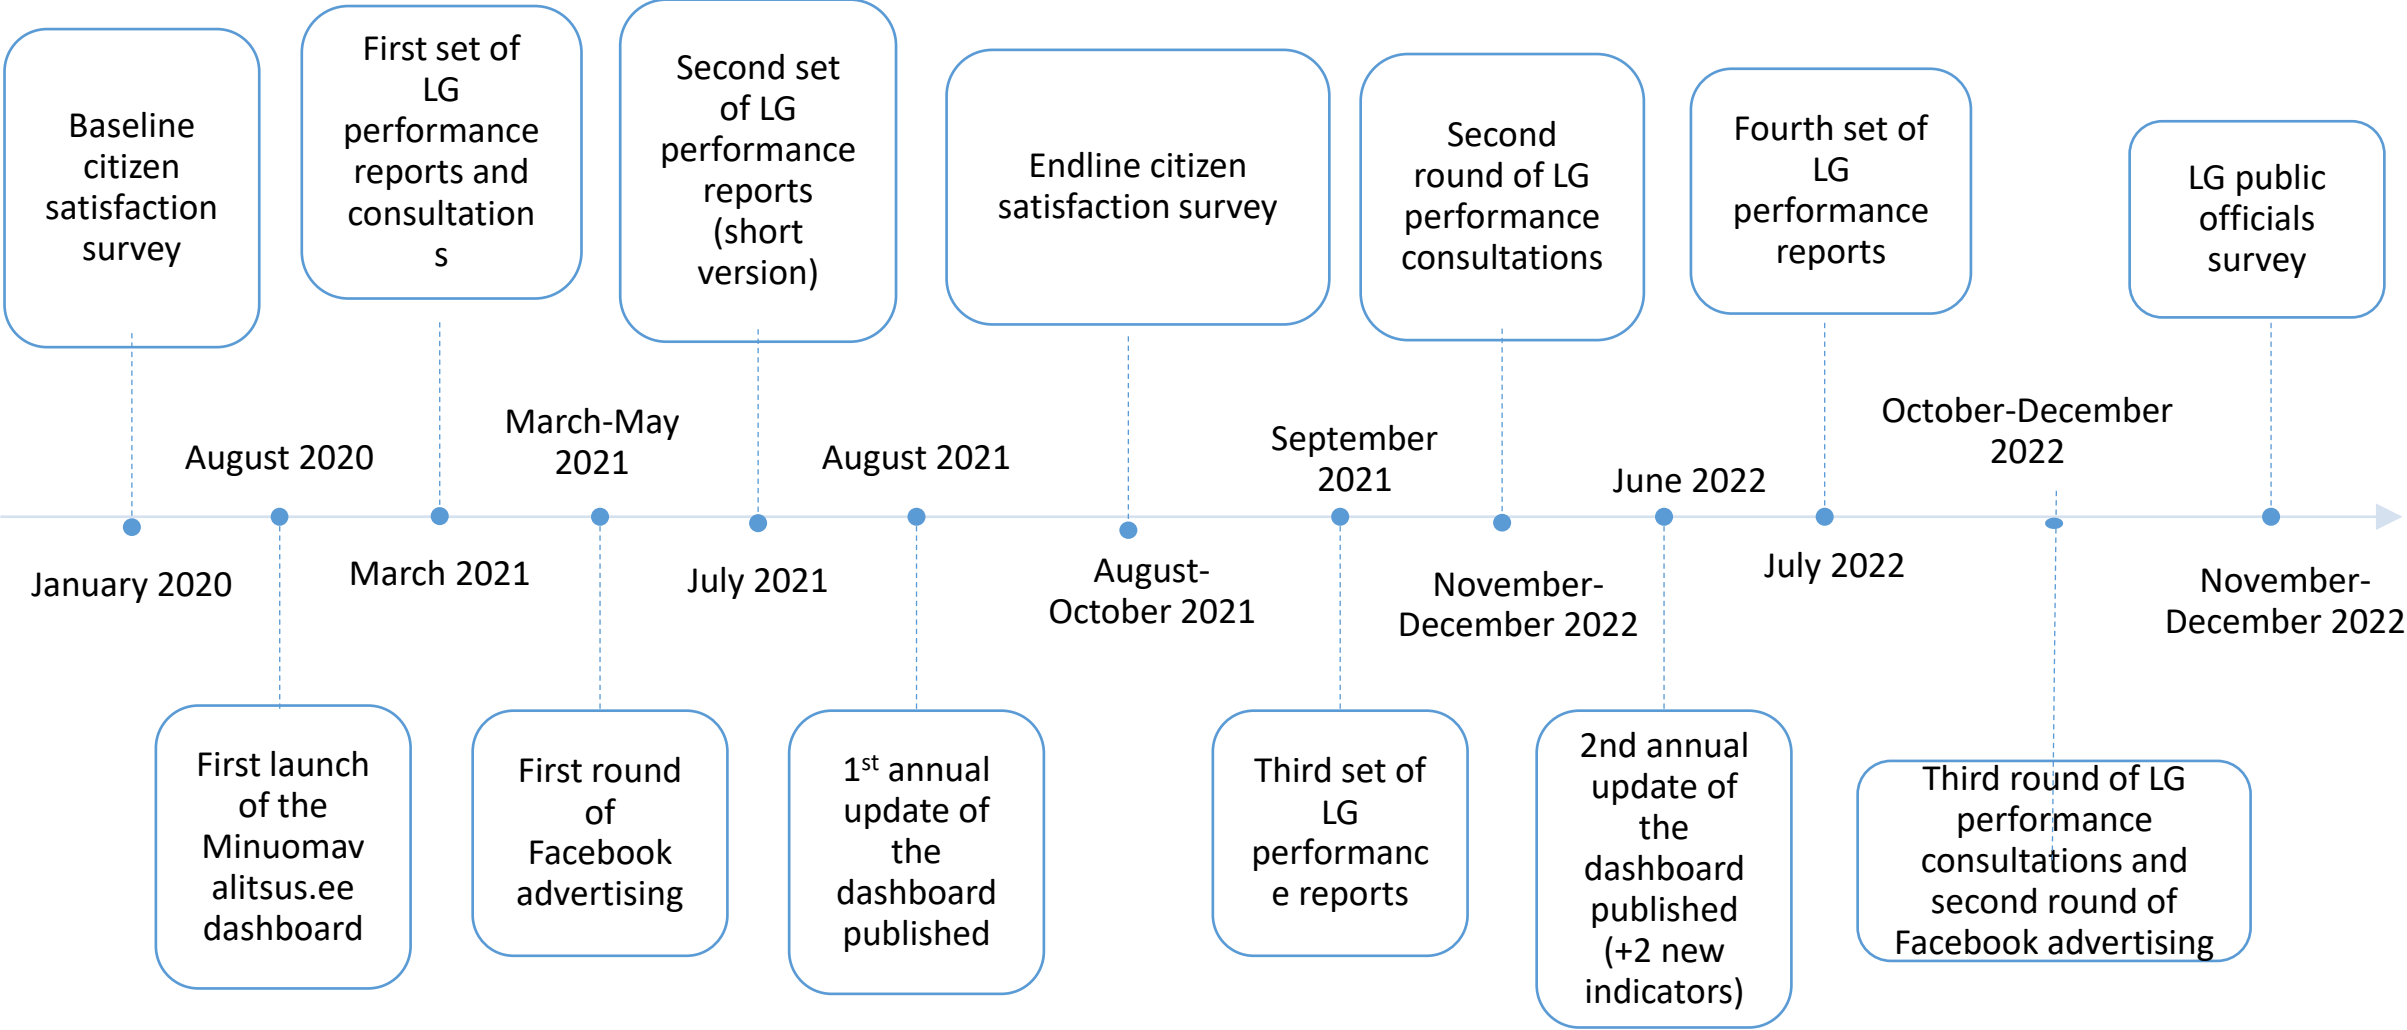 Baseline
citizen
satisfaction
survey
First set of
LG
performance
reports and
consultation
s
Second set
of LG
performance
reports
(short
version)
Endline citizen
satisfaction survey
Second
round of LG
performance
consultations
Fourth set of
LG
performance
reports
LG public
officials
survey
August 2020
March-May
2021
August 2021
September
2021
June 2022
October-December
2022
January 2020
March 2021
July 2021
August-
October 2021
November-
December 2022
July 2022
November-
December 2022
First launch
of the
Minuomav
alitsus.ee
dashboard
First round
of
Facebook
advertising
1st annual
update of
the
dashboard
published
Third set of
LG
performanc
e reports
2nd annual
update of
the
dashboard
published
(+2 new
indicators)
Third round of LG
performance
consultations and
second round of
Facebook advertising